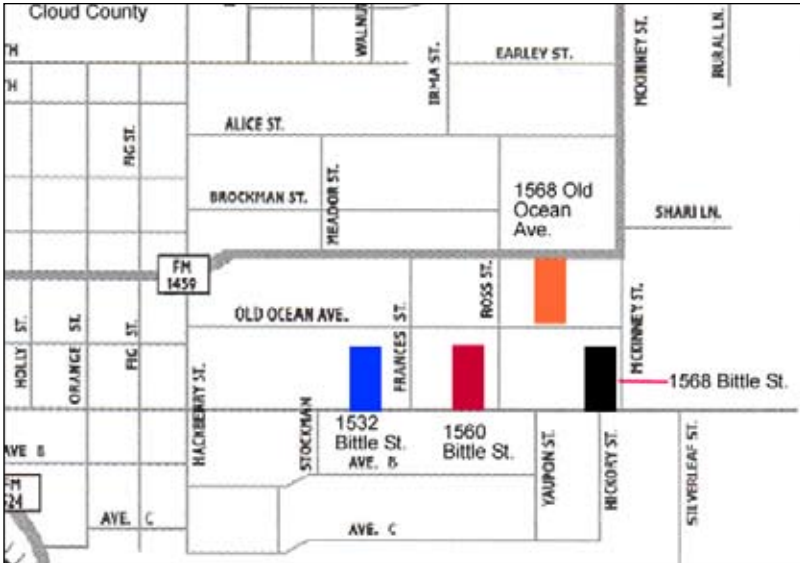 Cloud County
TH
TH
WALNUT
IRMA ST.
EARLEY ST.
MCKINNEY ST.
RURAL LN.
FIG ST.
ALICE ST.
BROCKMAN ST.
MEADOR ST.
1568 Old
Ocean
Ave.
SHARI LN.
FM
1459
HOLLY ST.
ORANGE ST.
FIG ST.
OLD OCEAN AVE.
FRANCES ST.
ROSS ST.
MCKINNEY ST.
HACKBERRY ST.
STOCKMAN
1532
Bittle St.
1560
Bittle St.
1568 Bittle St.
AVE B
AVE. B
YAUPON ST.
HICKORY ST.
SILVERLEAF ST.
FM
524
AVE. C
AVE. C